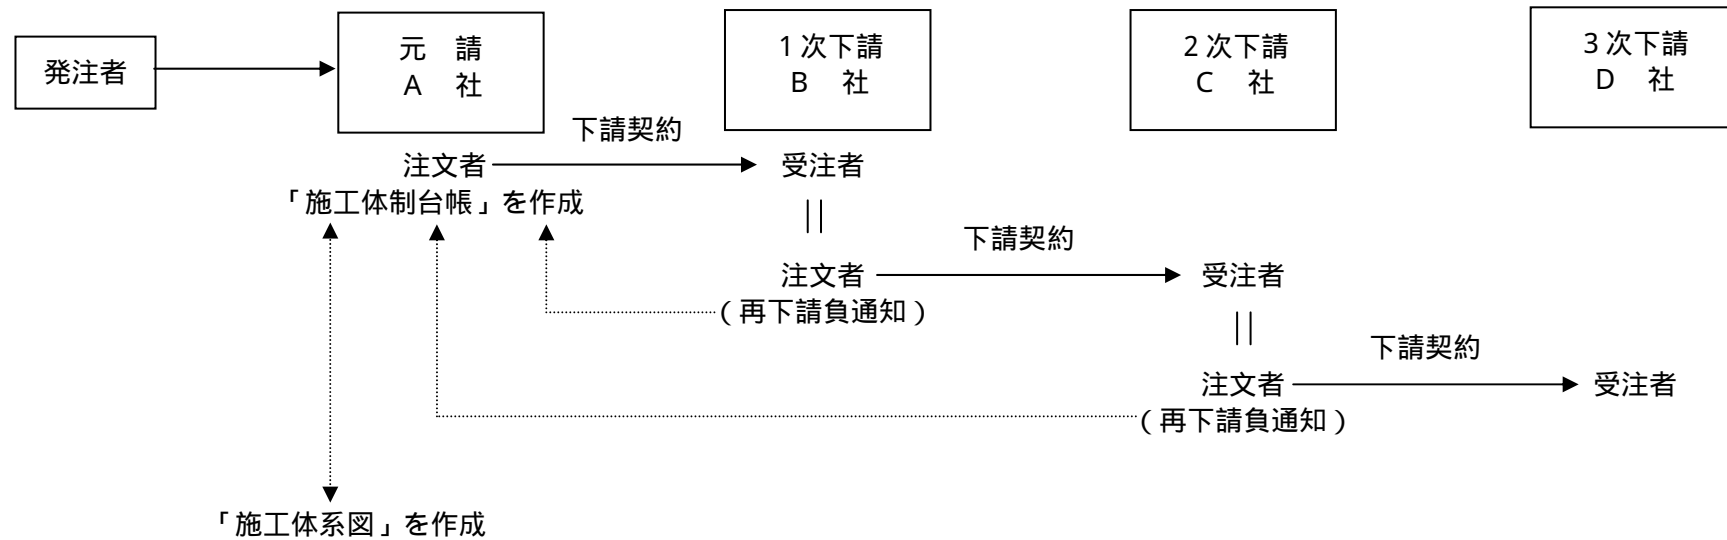 発注者
元　請
A　社
1次下請
B　社
2次下請
C　社
3次下請
D　社
下請契約
注文者
受注者
「施工体制台帳」を作成
下請契約
注文者
受注者
(再下請負通知)
下請契約
注文者
受注者
(再下請負通知)
「施工体系図」を作成